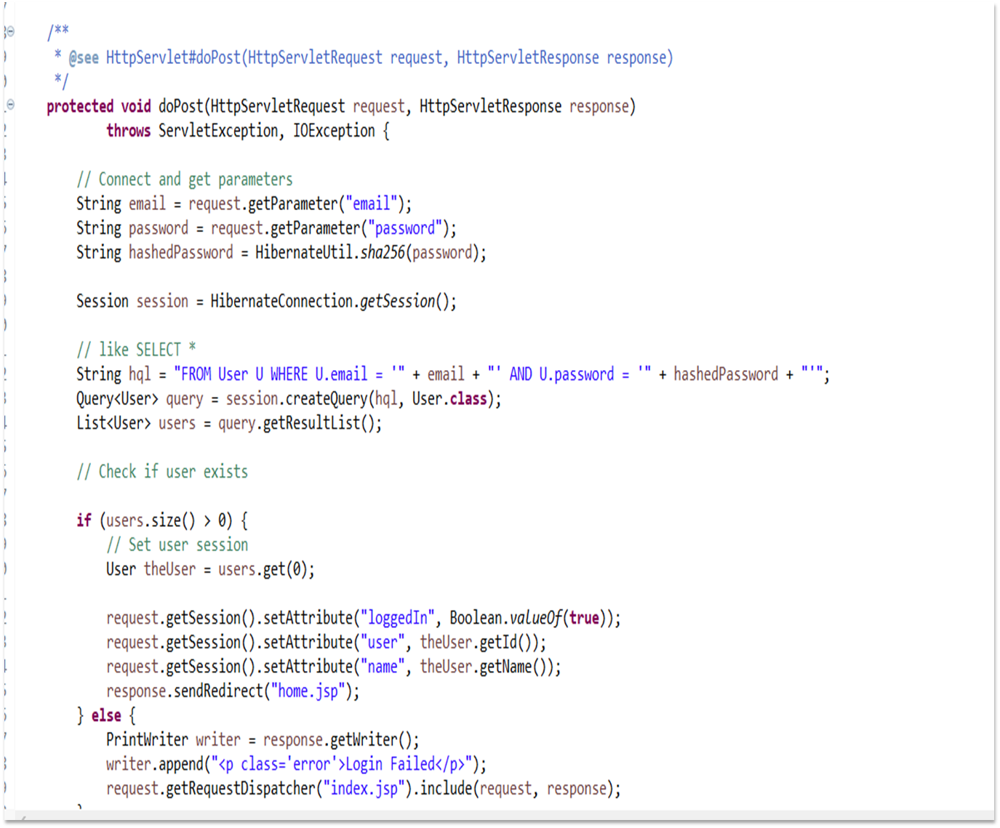 /**
* @see HttpServlet#doPost(HttpServletRequest request, HttpServletResponse response)
*/
protected void doPost(HttpServletRequest request, HttpServletResponse response)
throws ServletException, IOException {
// Connect and get parameters
String email = request.getParameter("email");
String password = request.getParameter("password");
String hashedPassword = HibernateUtil.sha256(password);
Session session = HibernateConnection.getSession();
// like SELECT *
String hql = "FROM User U WHERE U.email = '" + email + "' AND U.password = '" + hashedPassword + "'";
Query<User> query = session.createQuery(hql, User.class);
List<User> users = query.getResultList();
// Check if user exists
if (users.size() > 0) {
// Set user session
User theUser = users.get(0);
request.getSession().setAttribute("loggedIn", Boolean.valueOf(true));
request.getSession().setAttribute("user", theUser.getId());
request.getSession().setAttribute("name", theUser.getName());
response.sendRedirect("home.jsp");
} else {
PrintWriter writer = response.getWriter();
writer.append("<p class='error'>Login Failed</p>");
request.getRequestDispatcher("index.jsp").include(request, response);